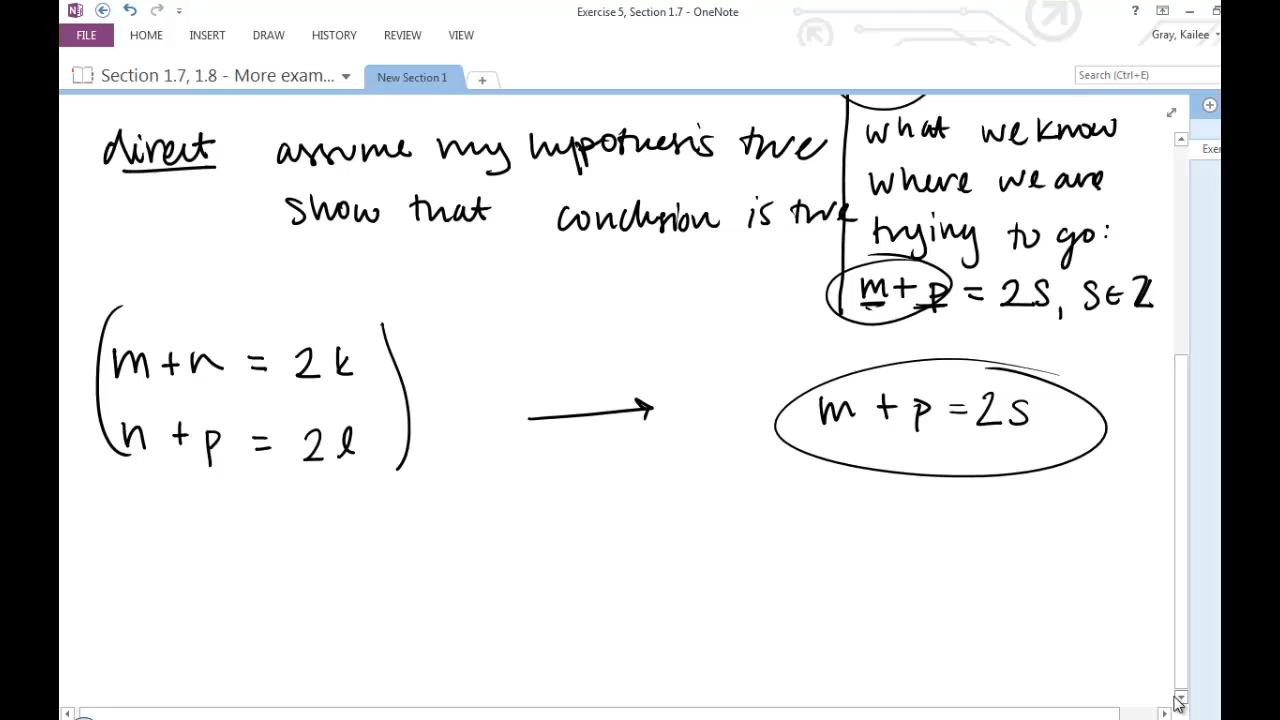 Exercise 5, Section 1.7 - OneNote
?
FILE HOME INSERT DRAW HISTORY REVIEW VIEW
Gray, Kailee
Section 1.7, 1.8 - More exam...
New Section 1
+
Search (Ctrl+E)
Exer
direct assume my hypothesis true
show that conclusion is true
what we know
where we are
trying to go:
m+p = 2s, s∈Z
m+n = 2k
n + p = 2l
→
m + p = 2s